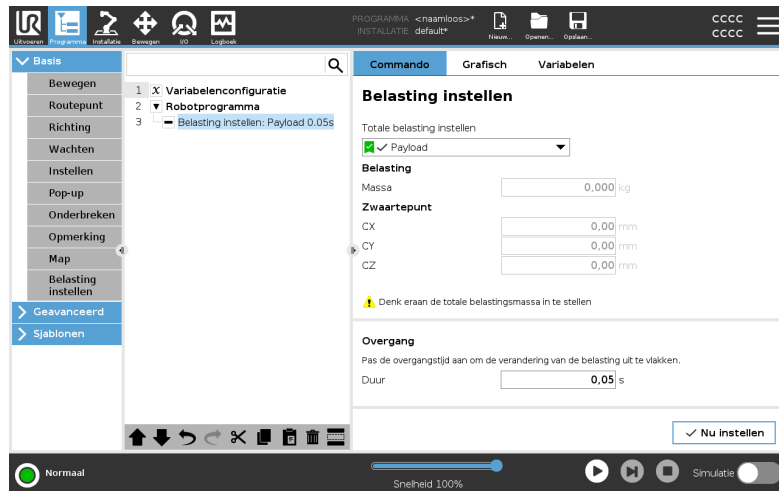 UR
PROGRAMMA <naamloos>*
INSTALLATIE default*
Uitvoeren Programma Installatie Bewegen I/O Logboek
Nieuw... Openen... Opslaan...
cccc
cccc
Basis
Bewegen
Routepunt
Richting
Wachten
Instellen
Pop-up
Onderbreken
Opmerking
Map
Belasting
instellen
Geavanceerd
Sjablonen
1 X Variabelenconfiguratie
2 Robotprogramma
3 Belasting instellen: Payload 0.05s
Commando Grafisch Variabelen
Belasting instellen
Totale belasting instellen
Payload
Belasting
Massa 0,000 kg
Zwaartepunt
CX 0,00 mm
CY 0,00 mm
CZ 0,00 mm
Denk eraan de totale belastingsmassa in te stellen
Overgang
Pas de overgangstijd aan om de verandering van de belasting uit te vlakken.
Duur 0,05 s
Nu instellen
Normaal
Snelheid 100%
Simulatie